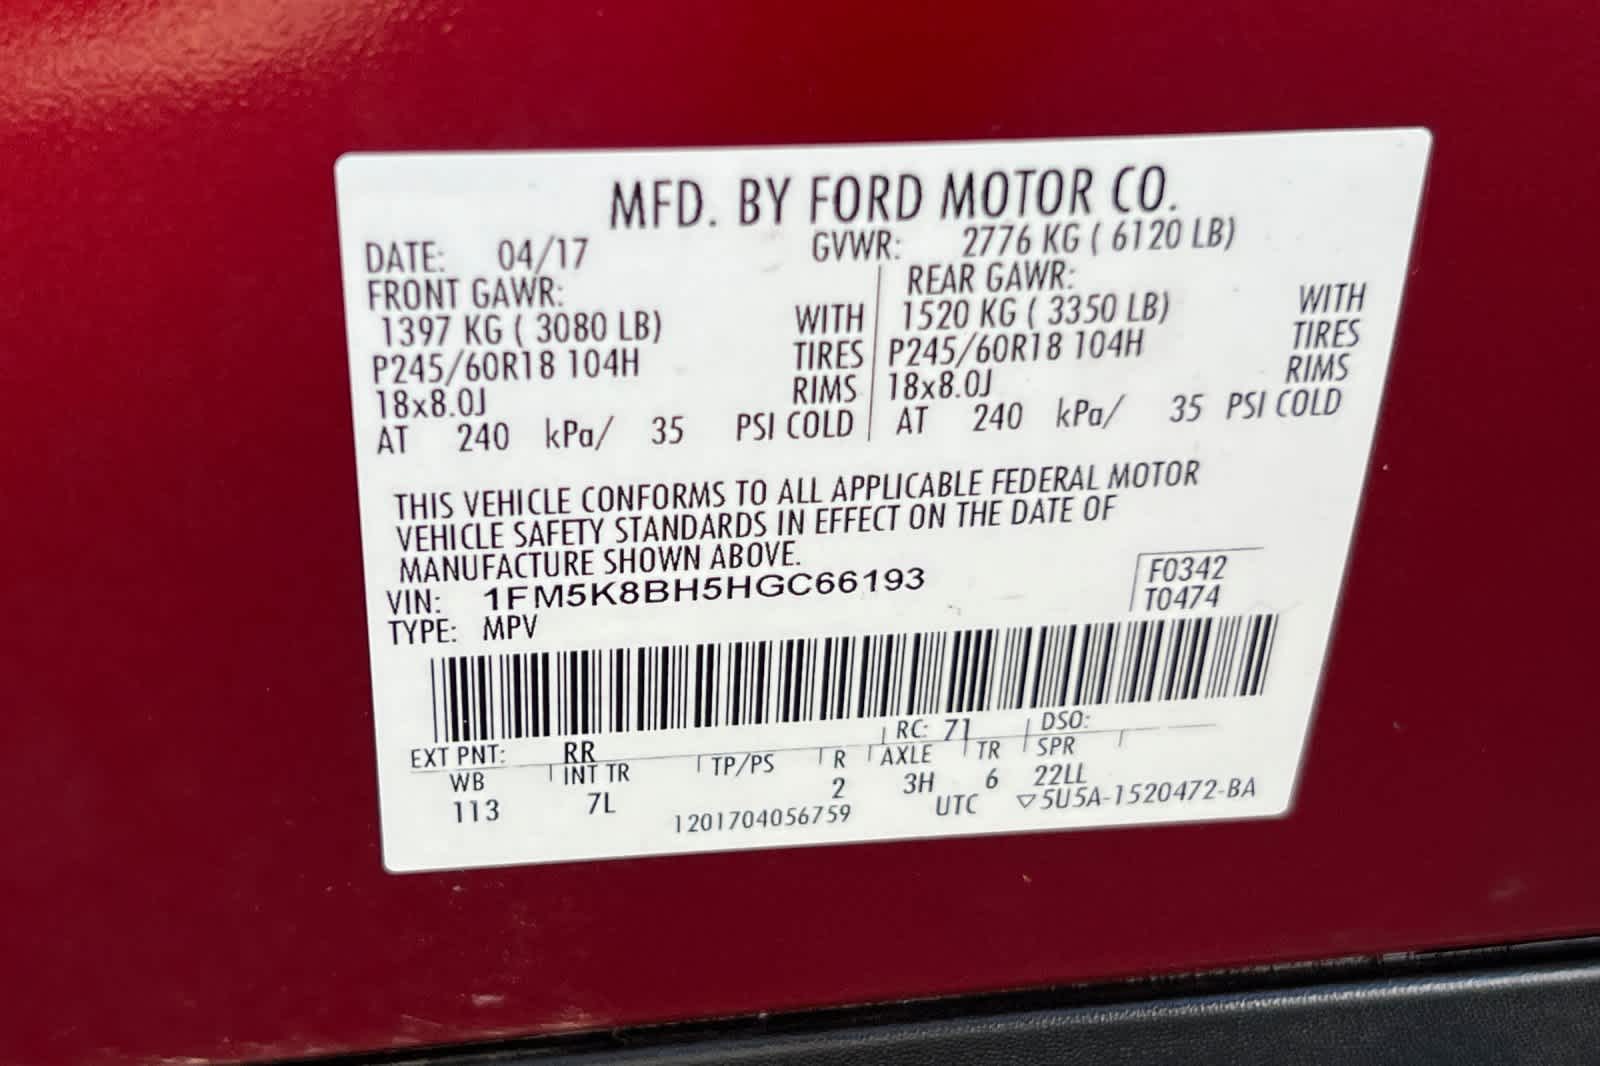 MFD. BY FORD MOTOR CO.
DATE: 04/17 GVWR: 2776 KG ( 6120 LB)
FRONT GAWR: REAR GAWR:
1397 KG ( 3080 LB) WITH 1520 KG ( 3350 LB) WITH
P245/60R18 104H TIRES P245/60R18 104H TIRES
18x8.0J RIMS 18x8.0J RIMS
AT 240 kPa/ 35 PSI COLD AT 240 kPa/ 35 PSI COLD
THIS VEHICLE CONFORMS TO ALL APPLICABLE FEDERAL MOTOR
VEHICLE SAFETY STANDARDS IN EFFECT ON THE DATE OF
MANUFACTURE SHOWN ABOVE.
VIN: 1FM5K8BH5HGC66193 F0342
TYPE: MPV T0474
EXT PNT: RR RC: 71 DSO:
WB INT TR TP/PS R AXLE TR SPR
113 7L 2 3H 6 22LL
1201704056759 UTC ▽5U5A-1520472-BA